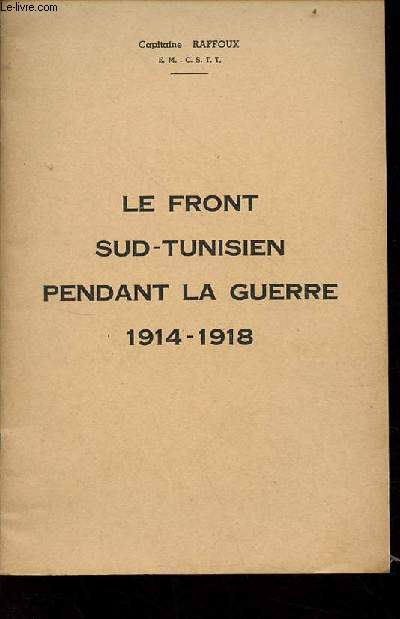 Le-livre.com
Capitaine RAFFOUX
E. M. C. S. T. T.
LE FRONT
SUD-TUNISIEN
PENDANT LA GUERRE
1914-1918